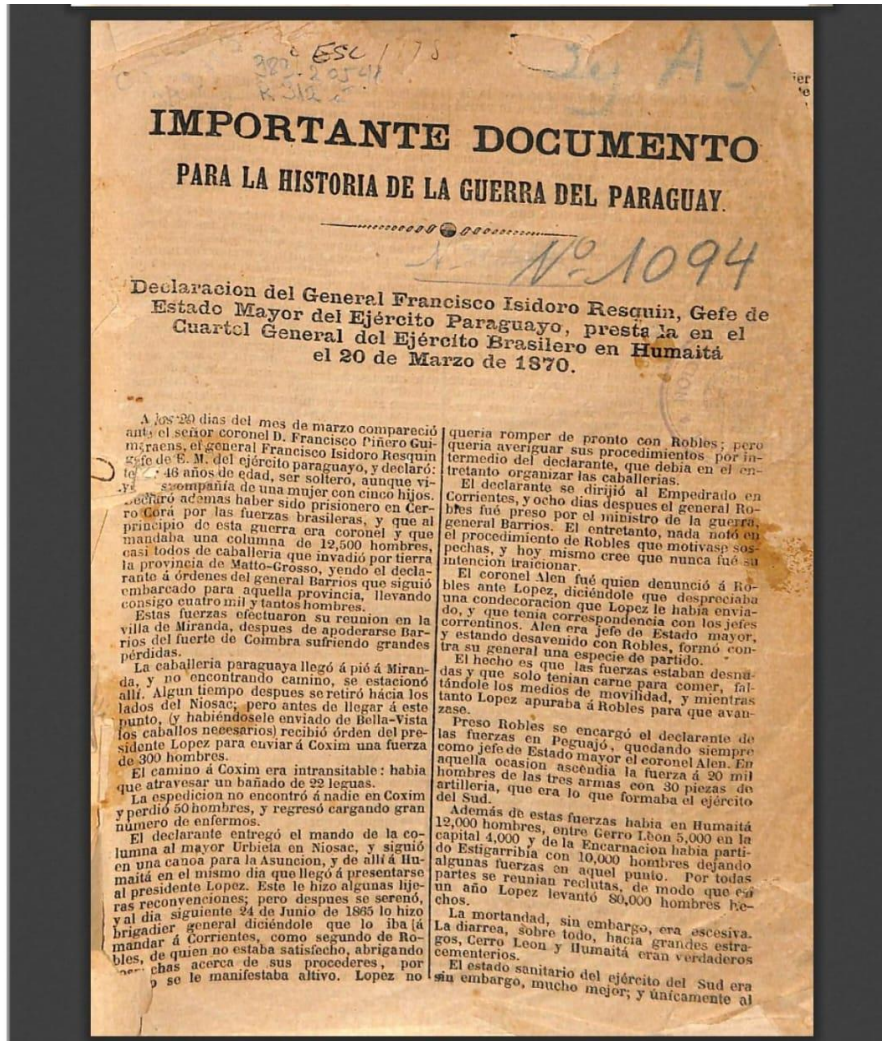 ESC
IMPORTANTE DOCUMENTO
PARA LA HISTORIA DE LA GUERRA DEL PARAGUAY.
Nº 1094
Declaracion del General Francisco Isidoro Resquin, Gefe de
Estado Mayor del Ejército Paraguayo, presta la en el
Cuartel General del Ejército Brasilero en Humaitá
el 20 de Marzo de 1870.
A los 20 dias del mes de marzo compareció
ante el señor coronel D. Francisco Piñero Gui-
maraens, el general Francisco Isidoro Resquin
gefe de E. M. del ejército paraguayo, y declaró:
46 años de edad, ser soltero, aunque vi-
compañia de una mujer con cinco hijos.
Declaró ademas haber sido prisionero en Cer-
ro Corá por las fuerzas brasileras, y que al
principio de esta guerra era coronel y que
mandaba una columna de 12,500 hombres,
casi todos de caballeria que invadió por tierra
la provincia de Matto-Grosso, yendo el decla-
rante á órdenes del general Barrios que siguió
embarcado para aquella provincia, llevando
consigo cuatro mil y tantos hombres.
Estas fuerzas efectuaron su reunion en la
villa de Miranda, despues de apoderarse Bar-
rios del fuerte de Coimbra sufriendo grandes
pérdidas.
La caballeria paraguaya llegó á pié á Miran-
da, y no encontrando camino, se estacionó
allí. Algun tiempo despues se retiró hácia los
lados del Niosac; pero antes de llegar á este
punto, (y habiéndosele enviado de Bella-Vista
los caballos necesarios) recibió órden del pre-
sidente Lopez para enviar á Coxim una fuerza
de 300 hombres.
El camino á Coxim era intransitable: habia
que atravesar un bañado de 22 leguas.
La espedicion no encontró á nadie en Coxim
y perdió 50 hombres, y regresó cargando gran
número de enfermos.
El declarante entregó el mando de la co-
lumna al mayor Urbieta en Niosac, y siguió
en una canoa para la Asuncion, y de allí á Hu-
maitá en el mismo dia que llegó á presentarse
al presidente Lopez. Este le hizo algunas lije-
ras reconvenciones; pero despues se serenó,
y al dia siguiente 24 de Junio de 1865 lo hizo
brigadier general diciéndole que lo iba [á
mandar á Corrientes, como segundo de Ro-
bles, de quien no estaba satisfecho, abrigando
chas acerca de sus procederes, por
se le manifestaba altivo. Lopez no
queria romper de pronto con Robles; pero
queria averiguar sus procedimientos por in-
termedio del declarante, que debia en el en-
tretanto organizar las caballerias.
El declarante se dirijió al Empedrado en
Corrientes, y ocho dias despues el general Ro-
bles fué preso por el ministro de la guerra,
general Barrios. El entretanto, nada notó en
el procedimiento de Robles que motivase sos-
pechas, y hoy mismo cree que nunca fué su
intencion traicionar.
El coronel Alen fué quien denunció á Ro-
bles ante Lopez, diciéndole que despreciaba
una condecoracion que Lopez le habia envia-
do, y que tenia correspondencia con los jefes
correntinos. Alen era jefe de Estado mayor,
y estando desavenido con Robles, formó con-
tra su general una especie de partido.
El hecho es que las fuerzas estaban desnu-
das y que solo tenian carne para comer, fal-
tándole los medios de movilidad, y mientras
tanto Lopez apuraba á Robles para que avan-
zase.
Preso Robles se encargó el declarante de
las fuerzas en Peguajó, quedando siempre
como jefe de Estado mayor el coronel Alen. En
aquella ocasion ascendia la fuerza á 20 mil
hombres de las tres armas con 30 piezas de
artilleria, que era lo que formaba el ejército
del Sud.
Además de estas fuerzas habia en Humaitá
12,000 hombres, entre Gerro Leon 5,000 en la
capital 4,000 y de la Encarnacion habia parti-
do Estigarribia con 10,000 hombres dejando
algunas fuerzas en aquel punto. Por todas
partes se reunian reclutas, de modo que en
un año Lopez levantó 80,000 hombres he-
chos.
La mortandad, sin embargo, era escesiva.
La diarrea, sobre todo, hacia grandes estra-
gos, Cerro Leon y Humaitá eran verdaderos
cementerios.
El estado sanitario del ejército del Sud era
sin embargo, mucho mejor; y únicamente al